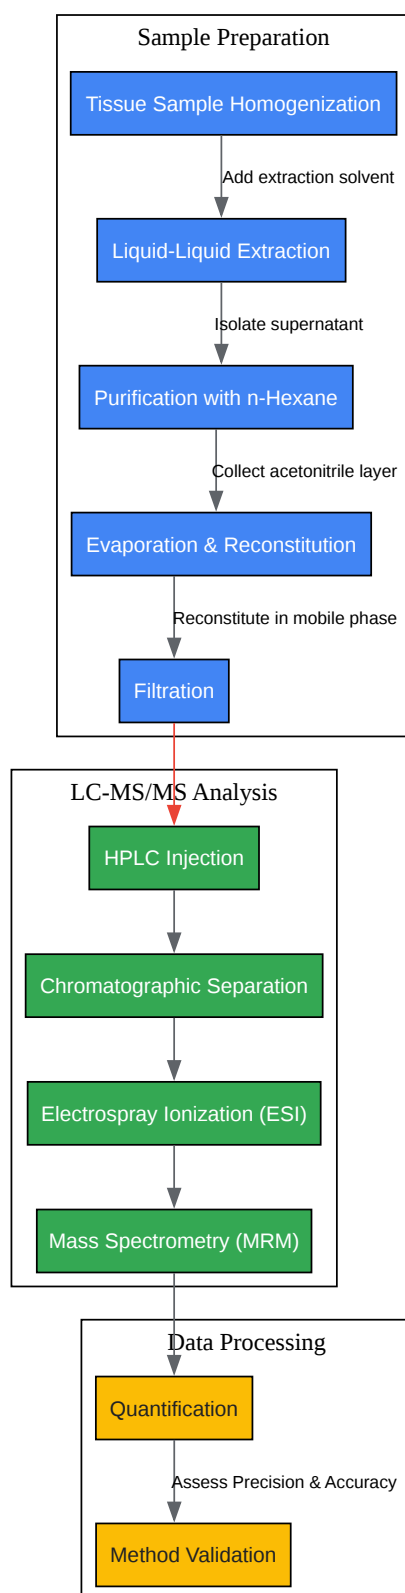 Sample Preparation
Tissue Sample Homogenization
Add extraction solvent
Liquid-Liquid Extraction
Isolate supernatant
Purification with n-Hexane
Collect acetonitrile layer
Evaporation & Reconstitution
Reconstitute in mobile phase
Filtration
LC-MS/MS Analysis
HPLC Injection
Chromatographic Separation
Electrospray Ionization (ESI)
Mass Spectrometry (MRM)
Data Processing
Quantification
Assess Precision & Accuracy
Method Validation